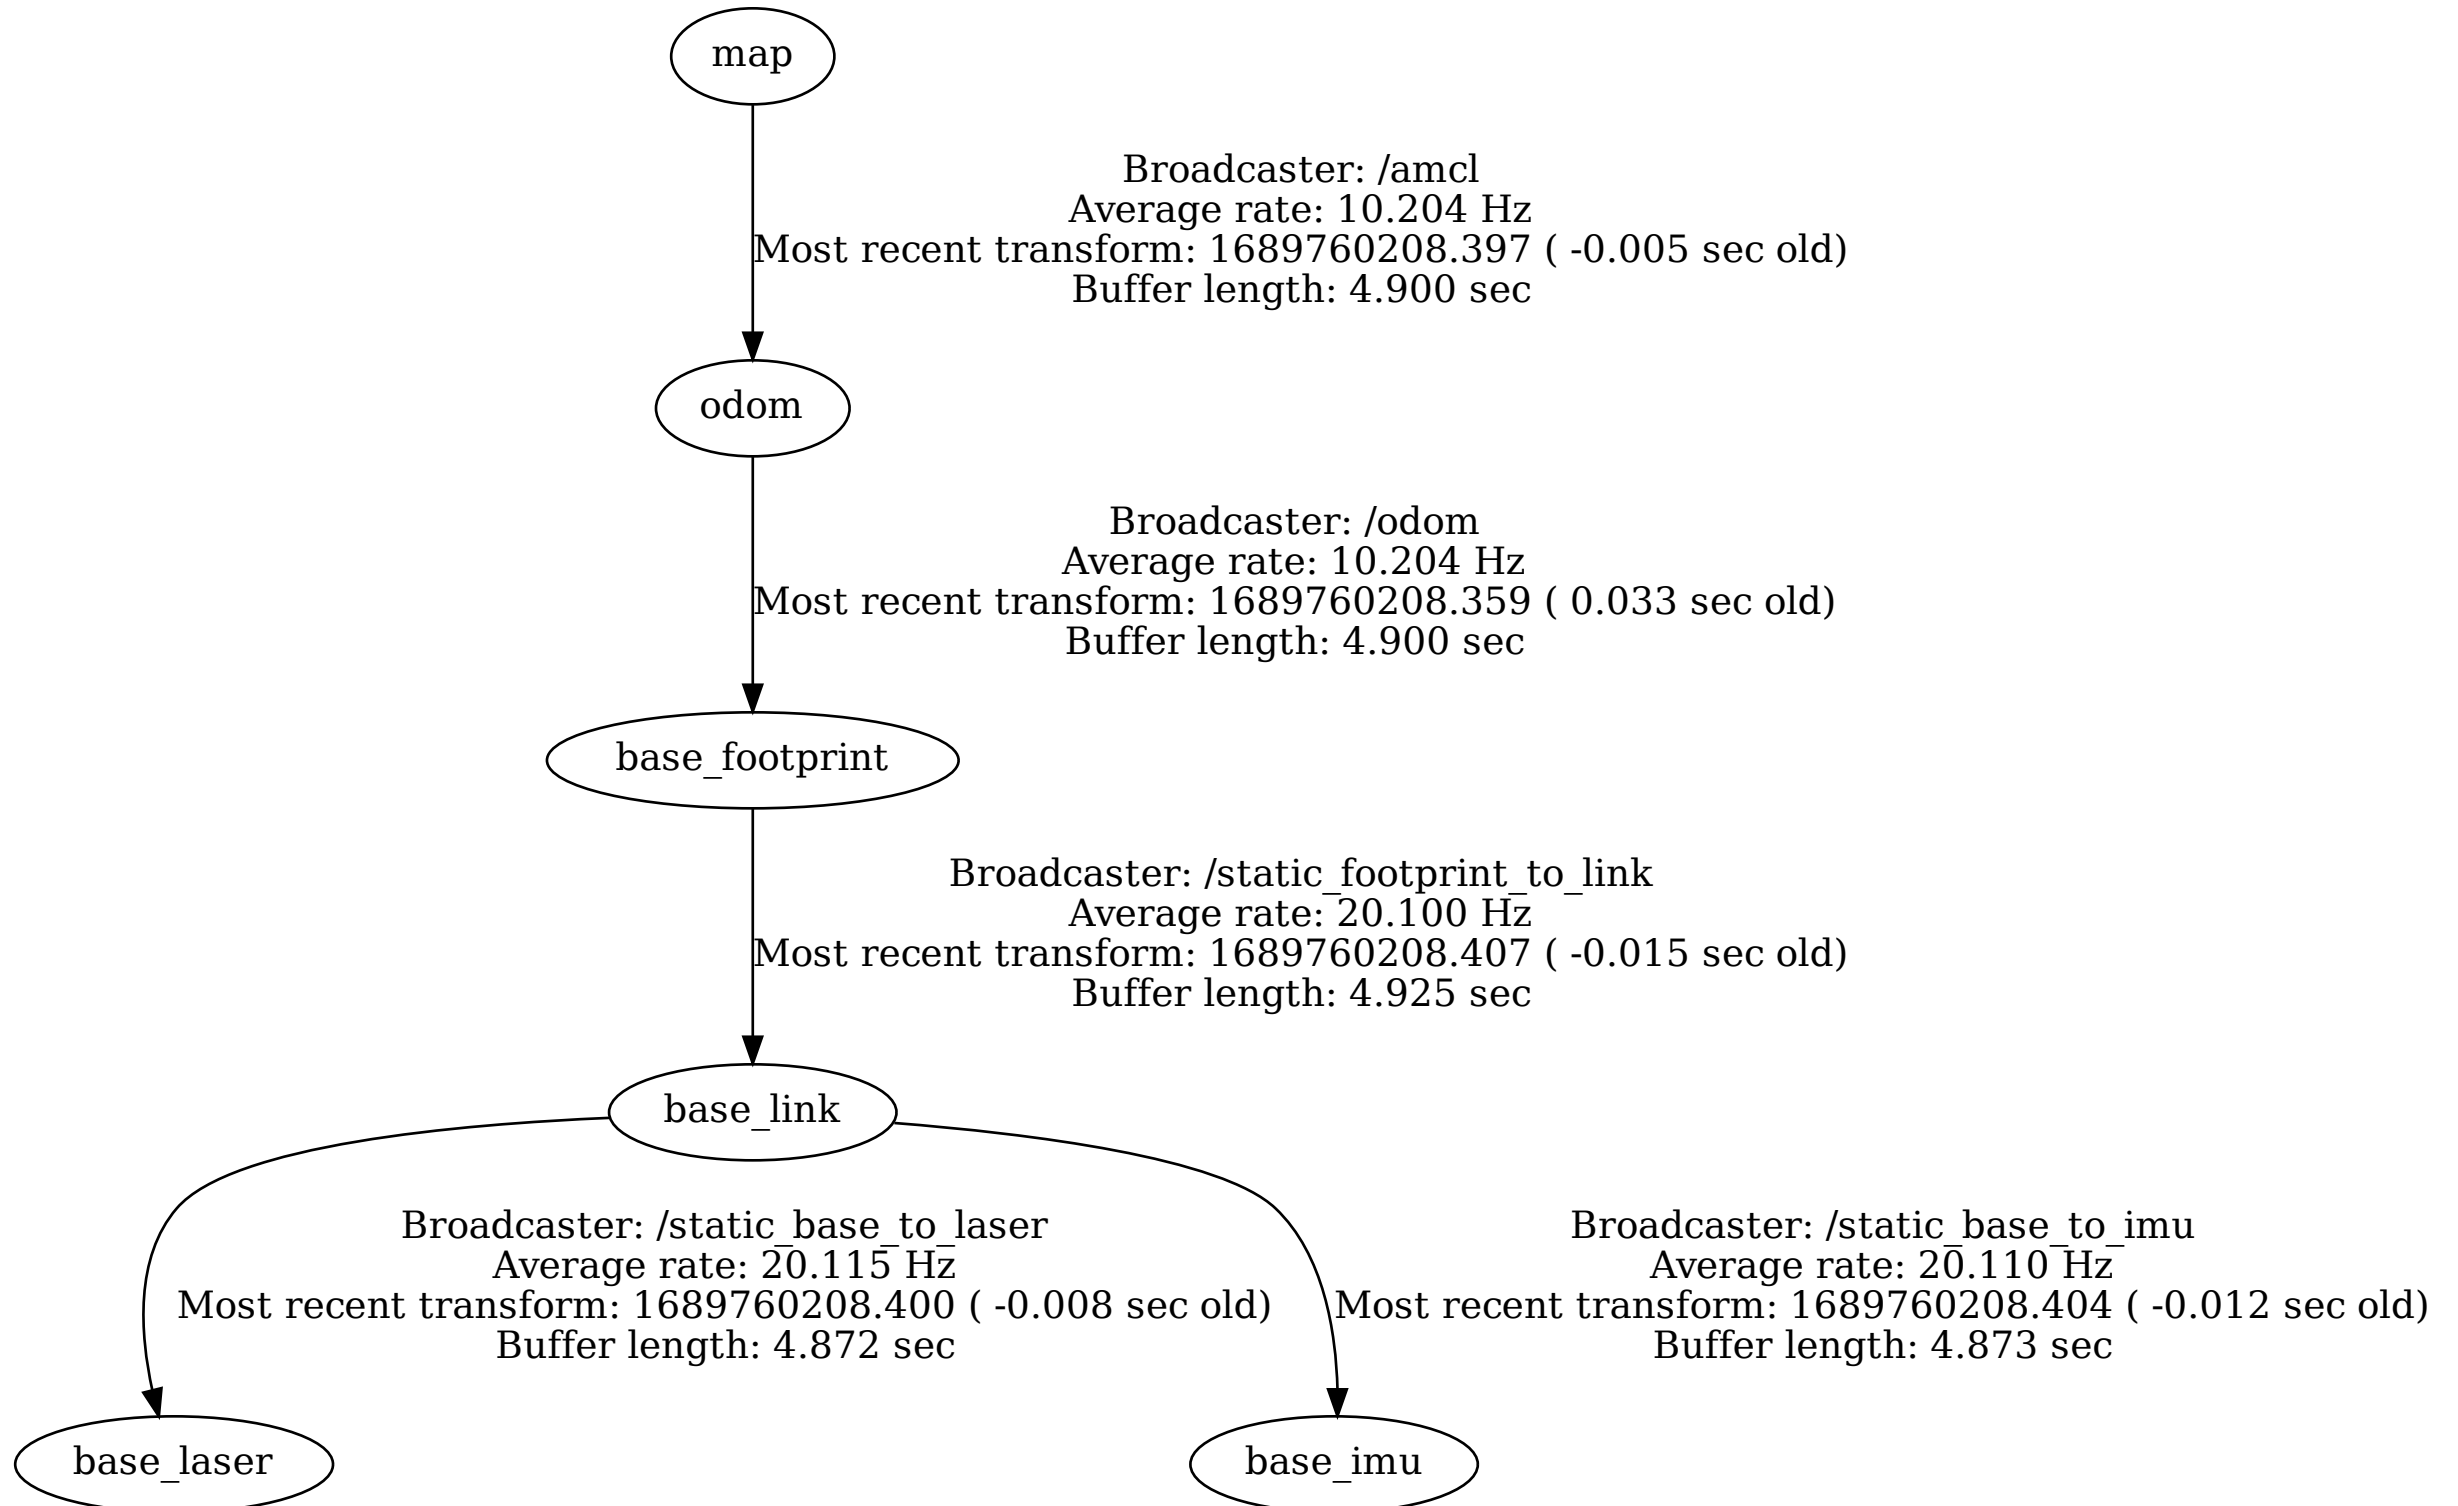 map
Broadcaster: /amcl
Average rate: 10.204 Hz
Most recent transform: 1689760208.397 ( -0.005 sec old)
Buffer length: 4.900 sec
odom
Broadcaster: /odom
Average rate: 10.204 Hz
Most recent transform: 1689760208.359 ( 0.033 sec old)
Buffer length: 4.900 sec
base_footprint
Broadcaster: /static_footprint_to_link
Average rate: 20.100 Hz
Most recent transform: 1689760208.407 ( -0.015 sec old)
Buffer length: 4.925 sec
base_link
Broadcaster: /static_base_to_laser
Average rate: 20.115 Hz
Most recent transform: 1689760208.400 ( -0.008 sec old)
Buffer length: 4.872 sec
Broadcaster: /static_base_to_imu
Average rate: 20.110 Hz
Most recent transform: 1689760208.404 ( -0.012 sec old)
Buffer length: 4.873 sec
base_laser
base_imu